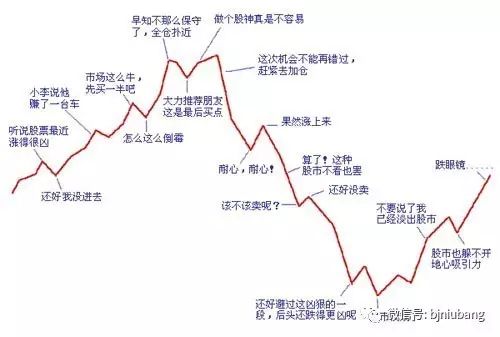 早知不那么保守
了，全仓扑近
做个股神真是不容易
市场这么牛，
先买一半吧
这次机会不能再错过，
赶紧去加仓
小李说他
赚了一台车
大力推荐朋友
这是最后买点
听说股票最近
涨得很凶
怎么这么倒霉
果然涨上来
还好我没进去
耐心，耐心！
算了！这种
股市不看也罢
跌眼镜
还好没卖
该不该卖呢？
不要说了我
已经淡出股市
股市也躲不开
地心吸引力
还好避过这凶狠的一
段，后头还跌得更凶呢
微信号: bjniubang